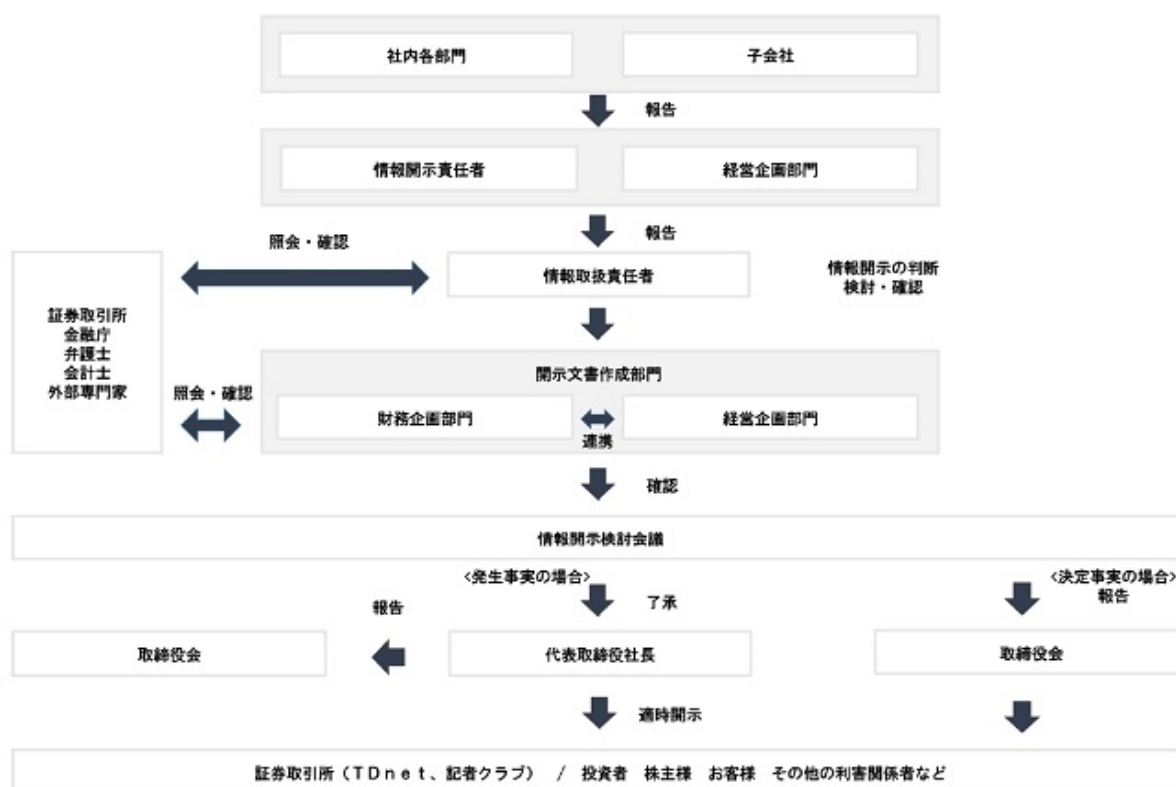 社内各部門
子会社
報告
情報開示責任者
経営企画部門
報告
照会・確認
情報取扱責任者
情報開示の判断
検討・確認
証券取引所
金融庁
弁護士
会計士
外部専門家
照会・確認
開示文書作成部門
財務企画部門
経営企画部門
連携
確認
情報開示検討会議
<発生事実の場合>
了承
<決定事実の場合>
報告
報告
取締役会
代表取締役社長
取締役会
適時開示
証券取引所（TDnet、記者クラブ） / 投資者 株主様 お客様 その他の利害関係者など